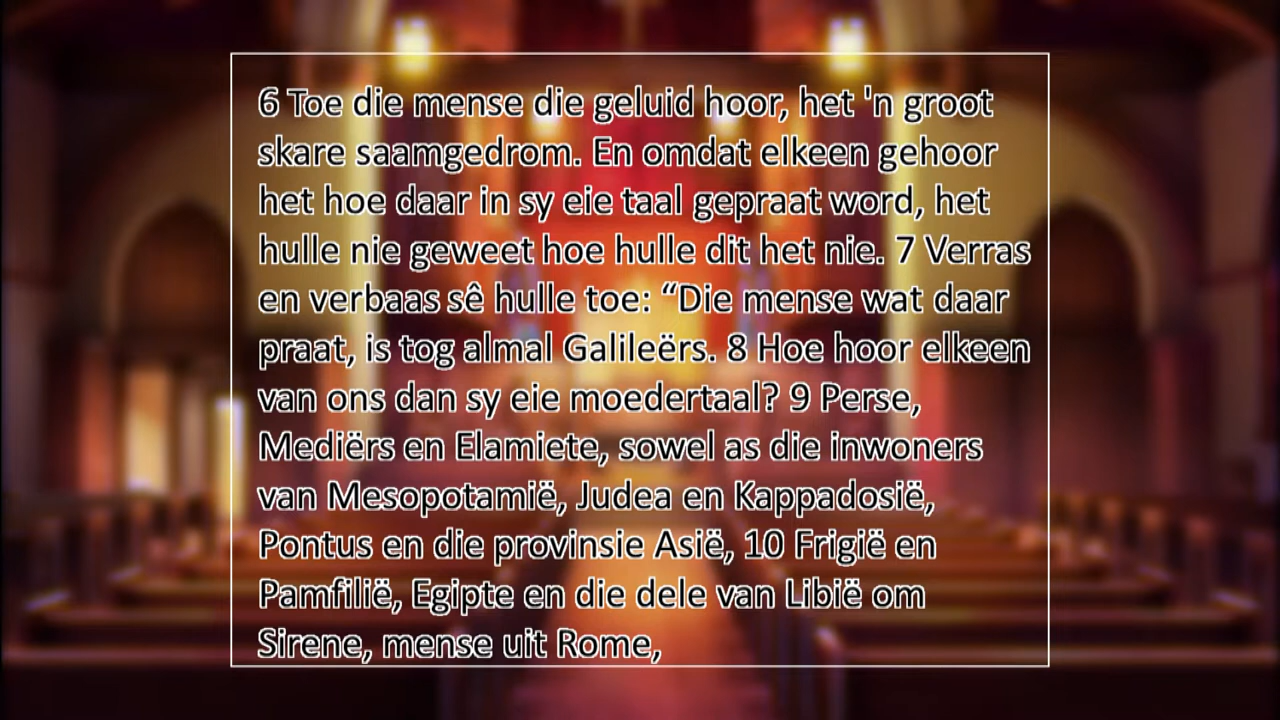 6 Toe die mense die geluid hoor, het 'n groot
skare saamgedrom. En omdat elkeen gehoor
het hoe daar in sy eie taal gepraat word, het
hulle nie geweet hoe hulle dit het nie. 7 Verras
en verbaas sê hulle toe: “Die mense wat daar
praat, is tog almal Galileërs. 8 Hoe hoor elkeen
van ons dan sy eie moedertaal? 9 Perse,
Mediërs en Elamiete, sowel as die inwoners
van Mesopotamië, Judea en Kappadosië,
Pontus en die provinsie Asië, 10 Frigië en
Pamfilië, Egipte en die dele van Libië om
Sirene, mense uit Rome,